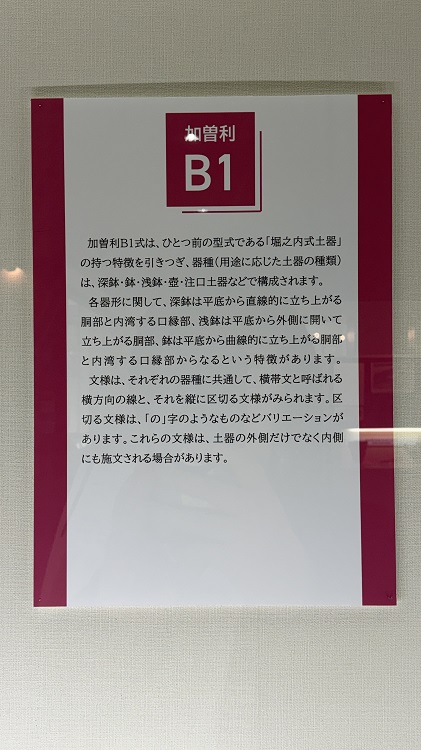 加曽利
B1
加曽利B1式は、ひとつ前の型式である「堀之内式土器」
の持つ特徴を引きつぎ、器種（用途に応じた土器の種類）
は、深鉢・鉢・浅鉢・壺・注口土器などで構成されます。
各器形に関して、深鉢は平底から直線的に立ち上がる
胴部と内湾する口縁部、浅鉢は平底から外側に開いて
立ち上がる胴部、鉢は平底から曲線的に立ち上がる胴部
と内湾する口縁部からなるという特徴があります。
文様は、それぞれの器種に共通して、横帯文と呼ばれる
横方向の線と、それを縦に区切る文様がみられます。区
切る文様は、「の」字のようなものなどバリエーションが
あります。これらの文様は、土器の外側だけでなく内側
にも施文される場合があります。